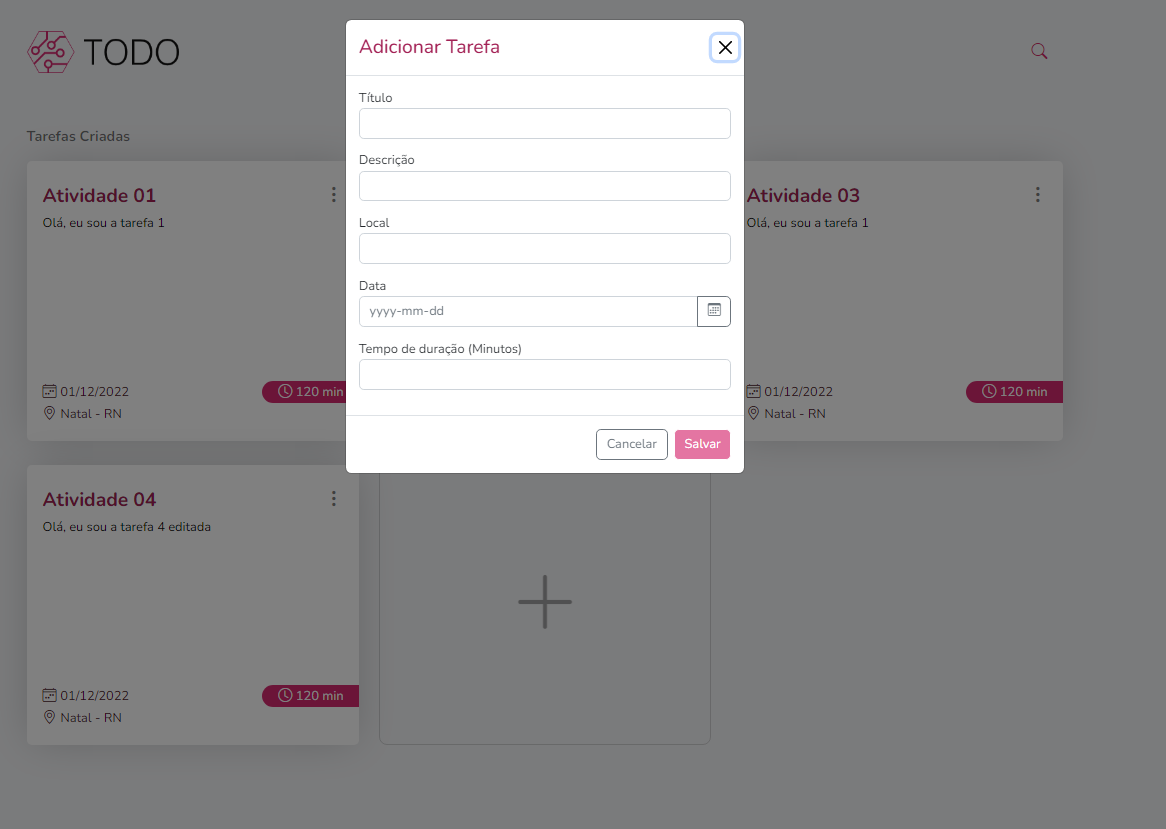 TODO
Tarefas Criadas
Atividade 01
Olá, eu sou a tarefa 1
01/12/2022
120 min
Natal - RN
Adicionar Tarefa
Título
Descrição
Local
Data
yyyy-mm-dd
Tempo de duração (Minutos)
Cancelar
Salvar
Atividade 03
Olá, eu sou a tarefa 1
01/12/2022
120 min
Natal - RN
Atividade 04
Olá, eu sou a tarefa 4 editada
01/12/2022
120 min
Natal - RN